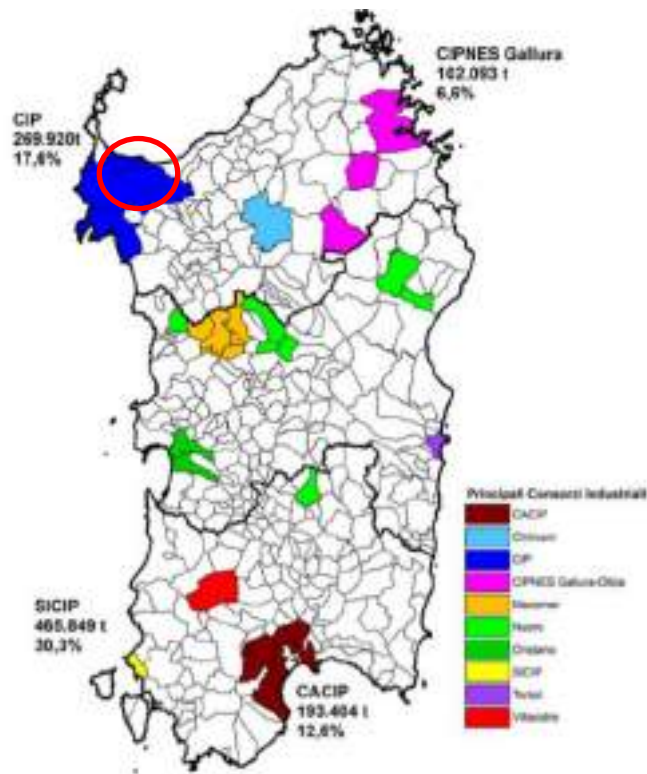 CIPNES Gallura
102.093 t
6,6%
CIP
269.920t
17,6%
SICIP
465.849 t
30,3%
CACIP
193.404 t
12,6%
Principali Consorzi Industriali
CACIP
Chilivani
CIP
CIPNES Gallura-Olbia
Macomer
Nuoro
Oristano
SICIP
Tortolì
Villacidro